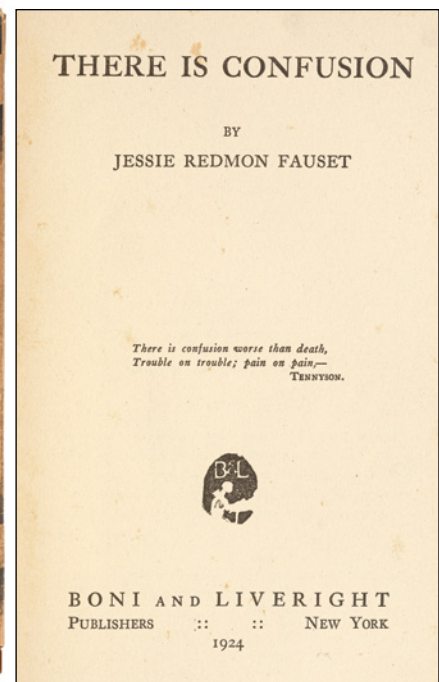 THERE IS CONFUSION
BY
JESSIE REDMON FAUSET
There is confusion worse than death,
Trouble on trouble; pain on pain,—
TENNYSON.
B&L
BONI AND LIVERIGHT
PUBLISHERS :: :: NEW YORK
1924